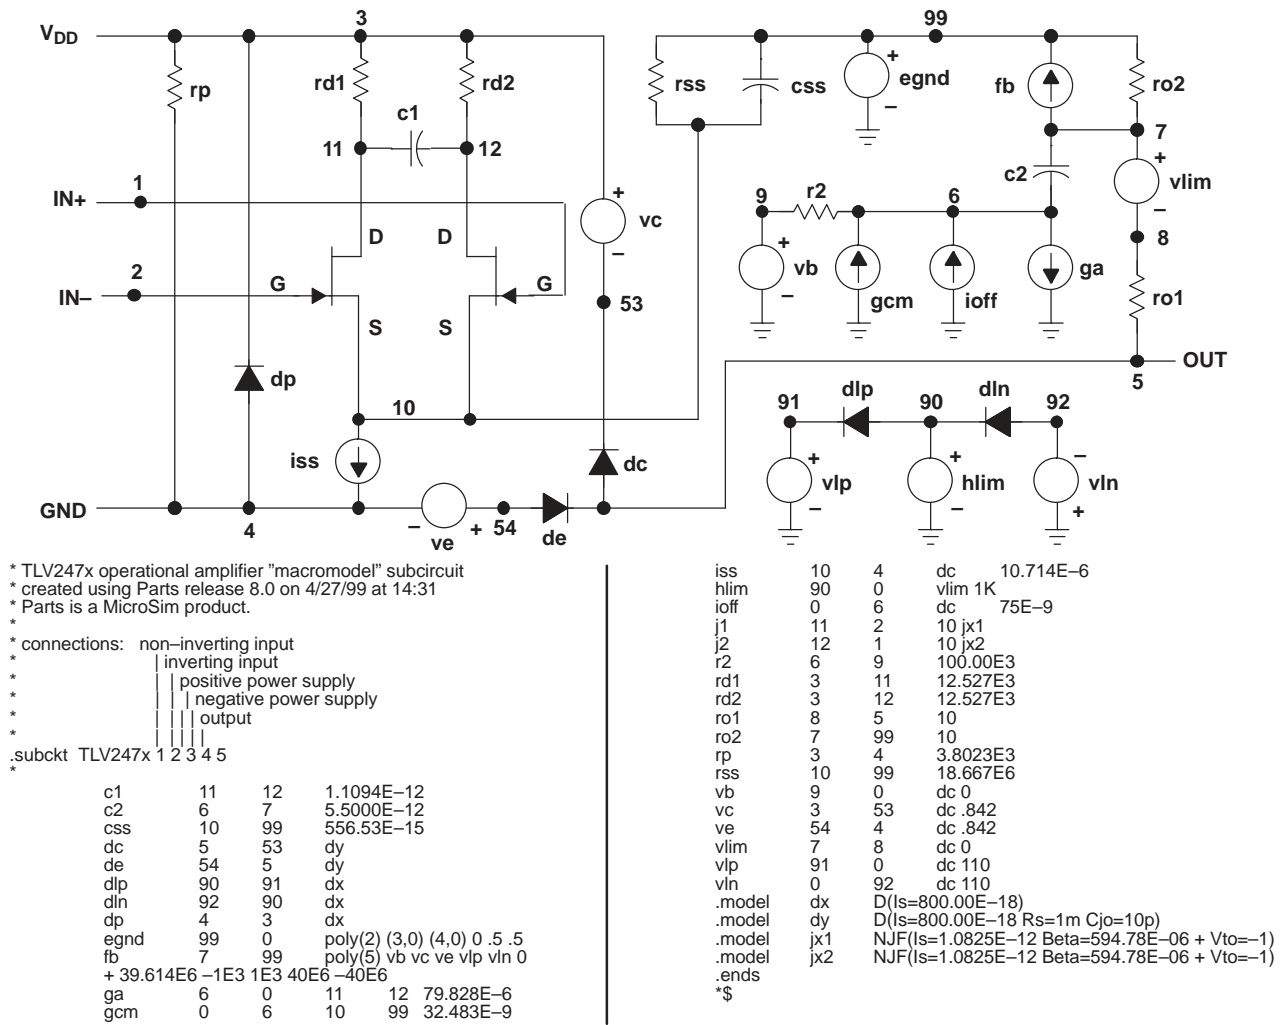 3
99
VDD
rp
rd1
rd2
rss
css
+
egnd
–
fb
ro2
c1
11
12
7
1
IN+
c2
+
vlim
–
9
r2
6
8
+
vc
–
D
D
2
IN–
G
G
+
vb
–
gcm
ioff
ga
ro1
53
S
S
OUT
5
dp
dlp
dln
10
91
90
92
iss
dc
+
vlp
–
+
hlim
–
–
vln
+
GND
4
–
ve
+
54
de
* TLV247x operational amplifier ”macromodel” subcircuit
* created using Parts release 8.0 on 4/27/99 at 14:31
* Parts is a MicroSim product.
*
* connections: non–inverting input
* | inverting input
* | | positive power supply
* | | | negative power supply
* | | | | output
* | | | | |
.subckt TLV247x 1 2 3 4 5
*
c1 11 12 1.1094E–12
c2 6 7 5.5000E–12
css 10 99 556.53E–15
dc 5 53 dy
de 54 5 dy
dlp 90 91 dx
dln 92 90 dx
dp 4 3 dx
egnd 99 0 poly(2) (3,0) (4,0) 0 .5 .5
fb 7 99 poly(5) vb vc ve vlp vln 0
+ 39.614E6 –1E3 1E3 40E6 –40E6
ga 6 0 11 12 79.828E–6
gcm 0 6 10 99 32.483E–9
iss 10 4 dc 10.714E–6
hlim 90 0 vlim 1K
ioff 0 6 dc 75E–9
j1 11 2 10 jx1
j2 12 1 10 jx2
r2 6 9 100.00E3
rd1 3 11 12.527E3
rd2 3 12 12.527E3
ro1 8 5 10
ro2 7 99 10
rp 3 4 3.8023E3
rss 10 99 18.667E6
vb 9 0 dc 0
vc 3 53 dc .842
ve 54 4 dc .842
vlim 7 8 dc 0
vlp 91 0 dc 110
vln 0 92 dc 110
.model dx D(Is=800.00E–18)
.model dy D(Is=800.00E–18 Rs=1m Cjo=10p)
.model jx1 NJF(Is=1.0825E–12 Beta=594.78E–06 + Vto=–1)
.model jx2 NJF(Is=1.0825E–12 Beta=594.78E–06 + Vto=–1)
.ends
*$